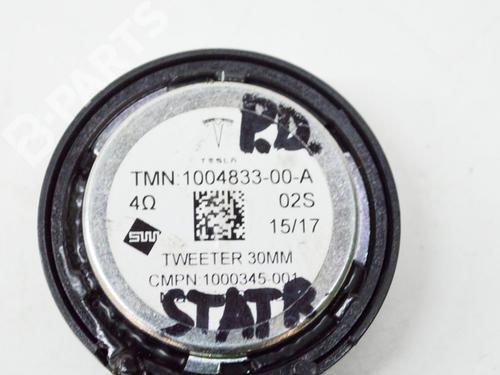 B-PARTS
P.D.
TESLA
TMN:1004833-00-A
4Ω 02S
15/17
SW
TWEETER 30MM
CMPN:1000345-001
STATR